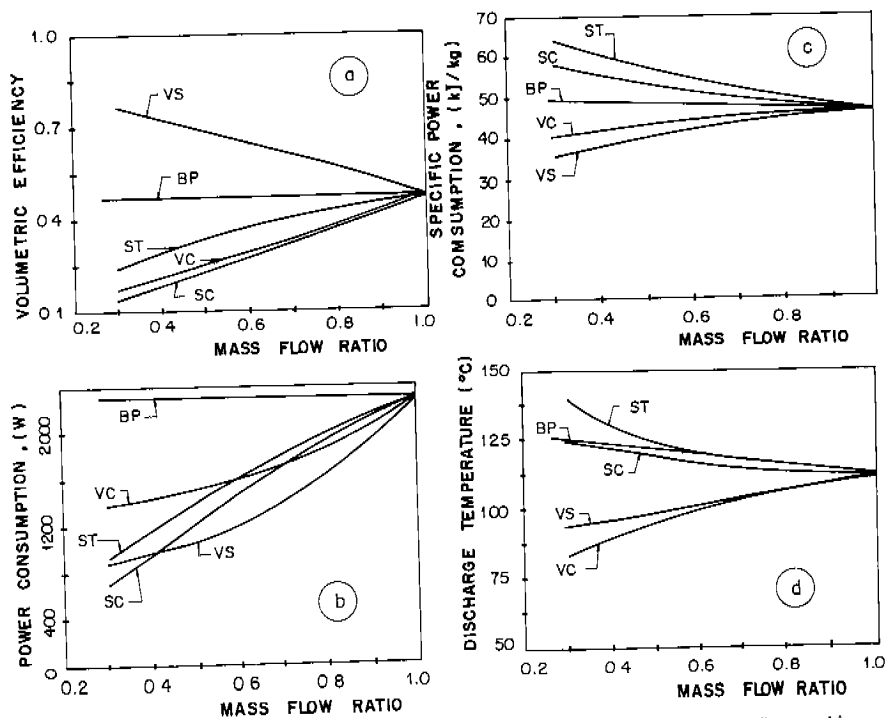 1.0
0.7
0 4
0 1
VOLUMETRIC EFFICIENCY
a
VS
BP
ST
VC
SC
0 2
0 4
0.6
0 8
1.0
MASS FLOW RATIO
70
60
50
40
30
20
10
0
SPECIFIC POWER
COMSUMPTION , (kJ/kg)
c
ST
SC
BP
VC
VS
0 2
0 4
0 6
0.8
1.0
MASS FLOW RATIO
2000
1200
400
0
POWER CONSUMPTION , (W)
b
BP
VC
ST
SC
VS
0 2
0 4
0 6
0 8
1.0
MASS FLOW RATIO
150
125
100
75
50
DISCHARGE TEMPERATURE (°C)
d
ST
BP
SC
VS
VC
0 2
0 4
0 6
0 8
1.0
MASS FLOW RATIO